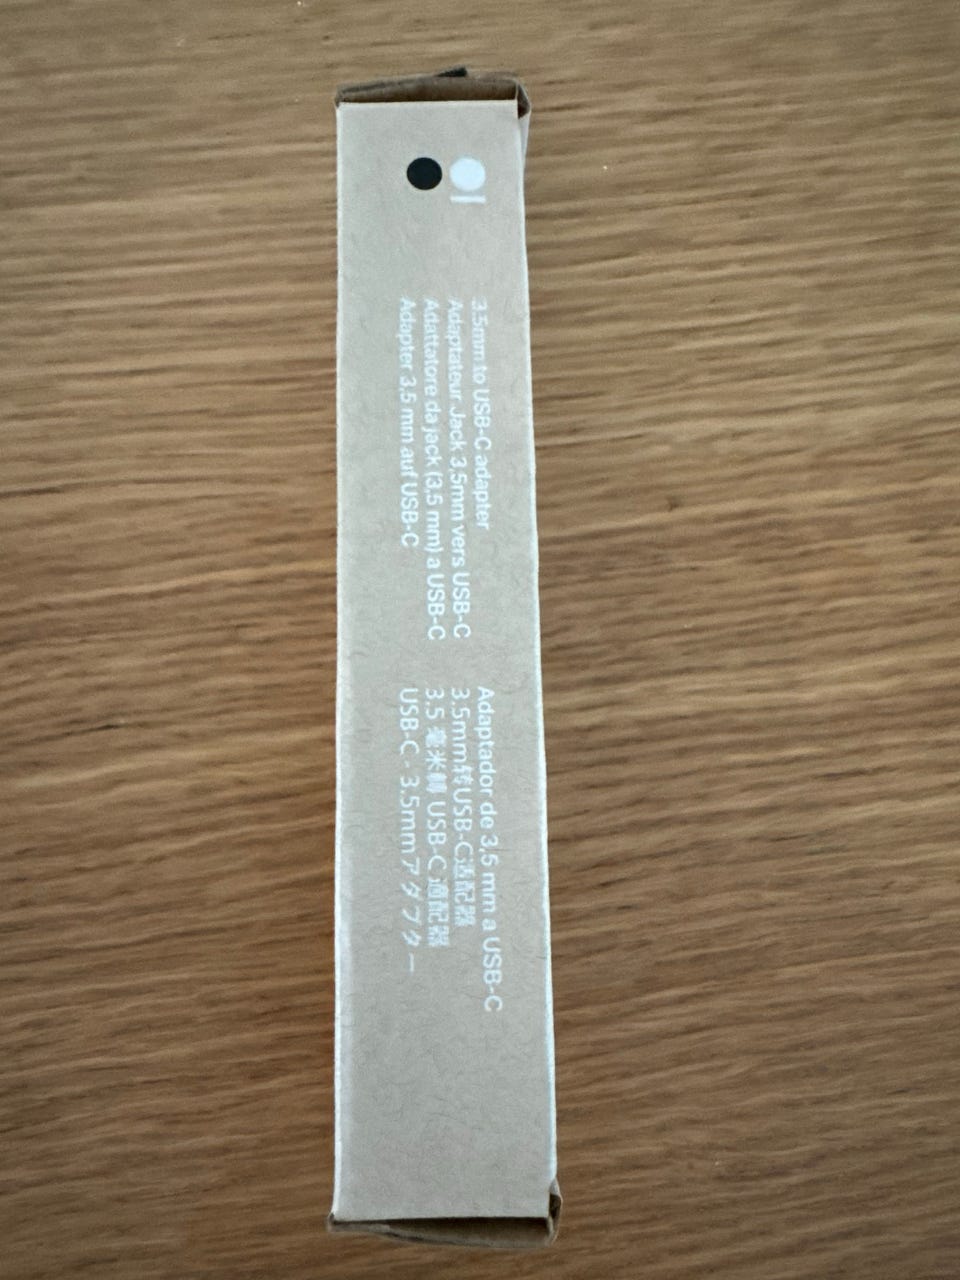 3.5mm to USB-C adapter
Adaptateur Jack 3,5mm vers USB-C
Adattatore da jack (3,5 mm) a USB-C
Adapter 3,5 mm auf USB-C
Adaptador de 3,5 mm a USB-C
3.5mm转USB-C适配器
3.5 毫米轉 USB-C 適配器
USB-C - 3.5mmアダプター